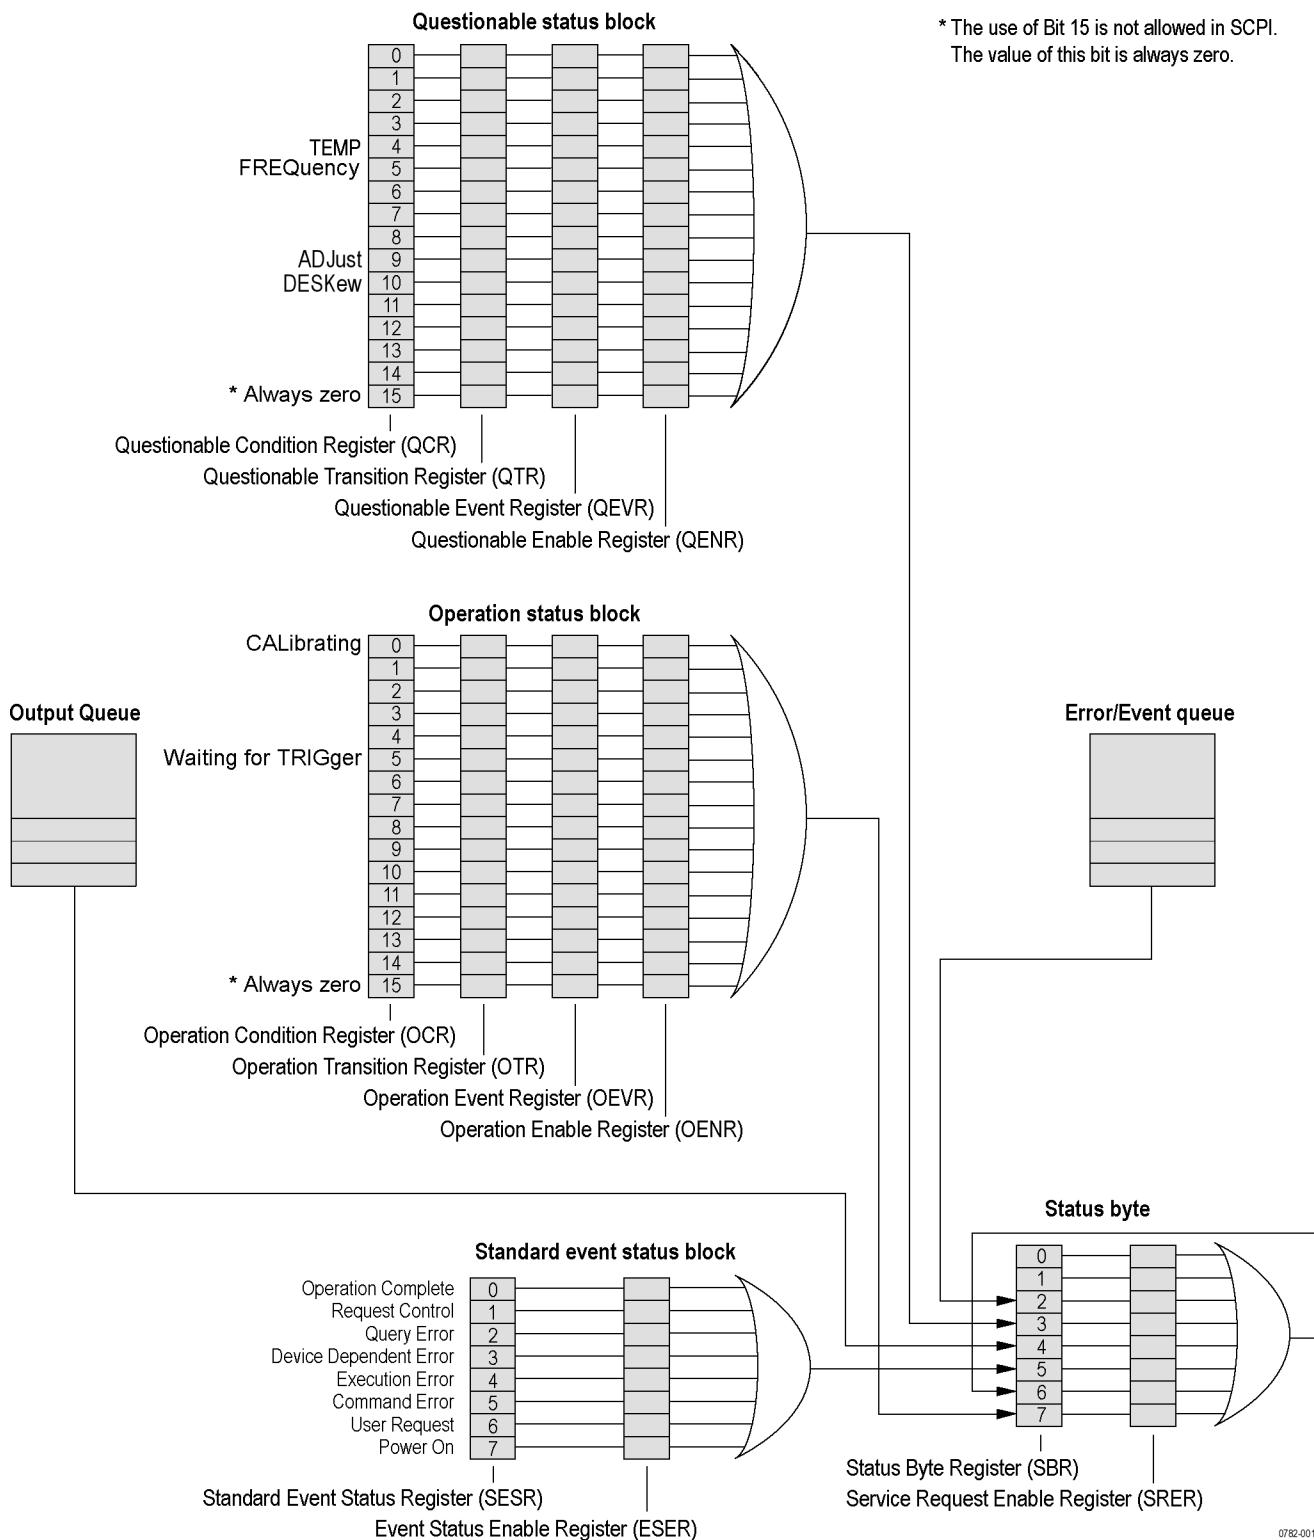 Questionable status block
* The use of Bit 15 is not allowed in SCPI.
The value of this bit is always zero.
0
1
2
3
TEMP 4
FREQuency 5
6
7
8
ADJust 9
DESKew 10
11
12
13
14
* Always zero 15
Questionable Condition Register (QCR)
Questionable Transition Register (QTR)
Questionable Event Register (QEVR)
Questionable Enable Register (QENR)
Operation status block
CALibrating 0
1
2
3
4
Waiting for TRIGger 5
6
7
8
9
10
11
12
13
14
* Always zero 15
Operation Condition Register (OCR)
Operation Transition Register (OTR)
Operation Event Register (OEVR)
Operation Enable Register (OENR)
Output Queue
Error/Event queue
Standard event status block
Operation Complete 0
Request Control 1
Query Error 2
Device Dependent Error 3
Execution Error 4
Command Error 5
User Request 6
Power On 7
Standard Event Status Register (SESR)
Event Status Enable Register (ESER)
Status byte
0
1
2
3
4
5
6
7
Status Byte Register (SBR)
Service Request Enable Register (SRER)
0782-001